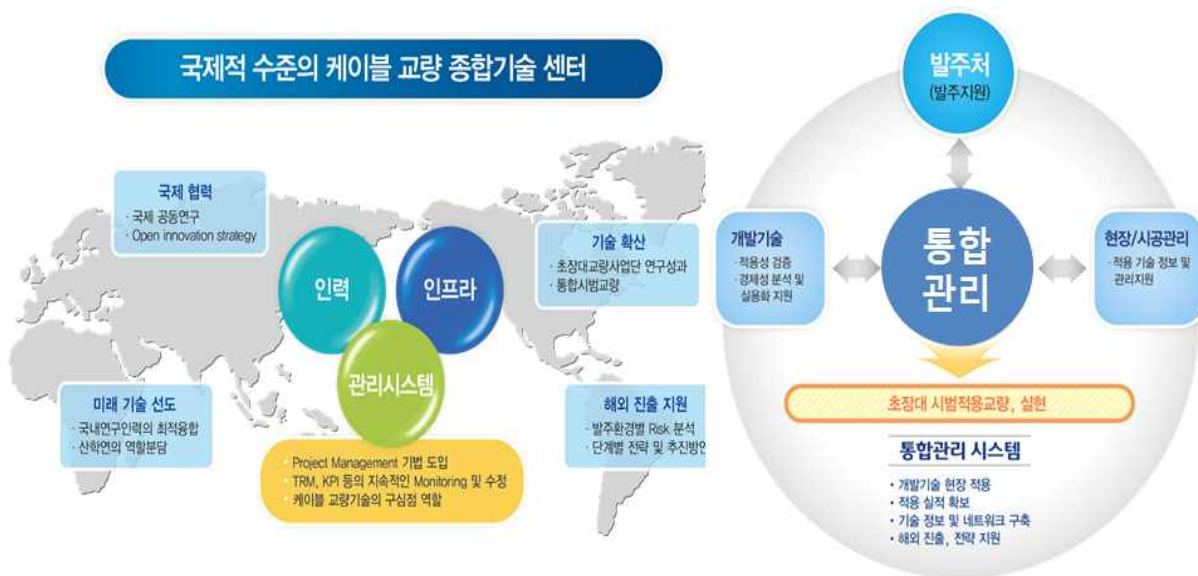 국제적 수준의 케이블 교량 종합기술 센터
국제 협력
· 국제 공동연구
· Open innovation strategy
인력
인프라
관리시스템
기술 확산
· 초장대교량사업단 연구성과
· 통합시범교량
미래 기술 선도
· 국내연구인력의 최적융합
· 산학연의 역할분담
해외 진출 지원
· 발주환경별 Risk 분석
· 단계별 전략 및 추진방안
· Project Management 기법 도입
· TRM, KPI 등의 지속적인 Monitoring 및 수정
· 케이블 교량기술의 구심점 역할
발주처
(발주지원)
개발기술
· 적용성 검증
· 경제성 분석 및
실용화 지원
통합
관리
현장/시공관리
· 적용 기술 정보 및
관리지원
초장대 시범적용교량, 실현
통합관리 시스템
• 개발기술 현장 적용
• 적용 실적 확보
• 기술 정보 및 네트워크 구축
• 해외 진출, 전략 지원